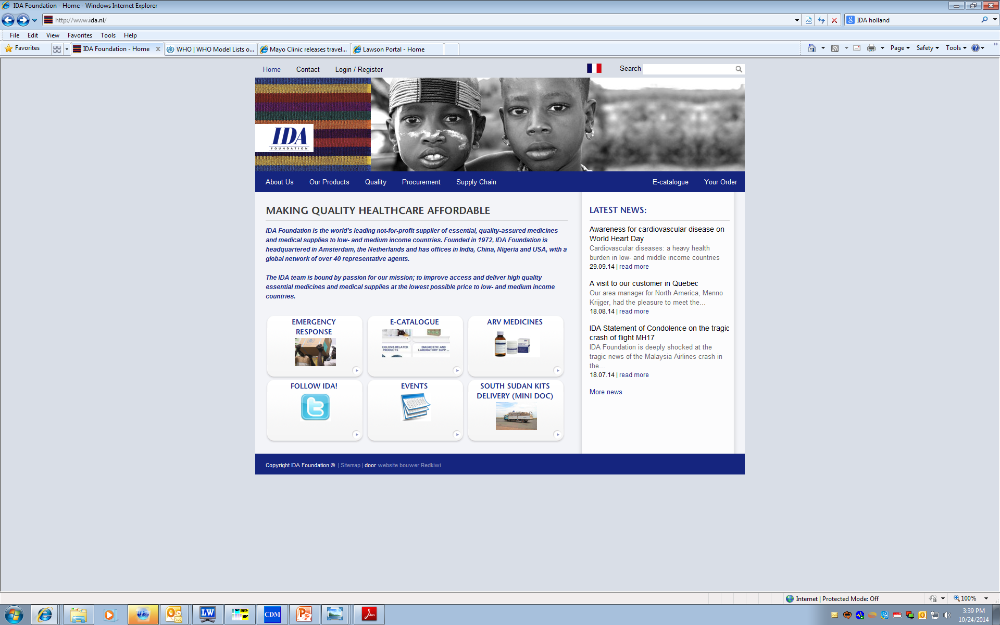 IDA Foundation - Home - Windows Internet Explorer
http://www.ida.nl/
IDA holland
File Edit View Favorites Tools Help
Favorites
IDA Foundation - Home
WHO | WHO Model Lists o...
Mayo Clinic releases travel...
Lawson Portal - Home
Page Safety Tools
Home Contact Login / Register
Search
IDA
FOUNDATION
About Us Our Products Quality Procurement Supply Chain E-catalogue Your Order
MAKING QUALITY HEALTHCARE AFFORDABLE
IDA Foundation is the world's leading not-for-profit supplier of essential, quality-assured medicines
and medical supplies to low- and medium income countries. Founded in 1972, IDA Foundation is
headquartered in Amsterdam, the Netherlands and has offices in India, China, Nigeria and USA, with a
global network of over 40 representative agents.
The IDA team is bound by passion for our mission; to improve access and deliver high quality
essential medicines and medical supplies at the lowest possible price to low- and medium income
countries.
EMERGENCY
RESPONSE
E-CATALOGUE
CULOSIS RELATED
PRODUCTS
DIAGNOSTIC AND
LABORATORY SUPP ...
ARV MEDICINES
FOLLOW IDA!
EVENTS
SOUTH SUDAN KITS
DELIVERY (MINI DOC)
LATEST NEWS:
Awareness for cardiovascular disease on
World Heart Day
Cardiovascular diseases: a heavy health
burden in low- and middle income countries
29.09.14 | read more
A visit to our customer in Quebec
Our area manager for North America, Menno
Krijger, had the pleasure to meet the...
18.08.14 | read more
IDA Statement of Condolence on the tragic
crash of flight MH17
IDA Foundation is deeply shocked at the
tragic news of the Malaysia Airlines crash in
the...
18.07.14 | read more
More news
Copyright IDA Foundation © | Sitemap | door website bouwer Redkiwi
Internet | Protected Mode: Off
100%
LW
CDM
3:39 PM
10/24/2014